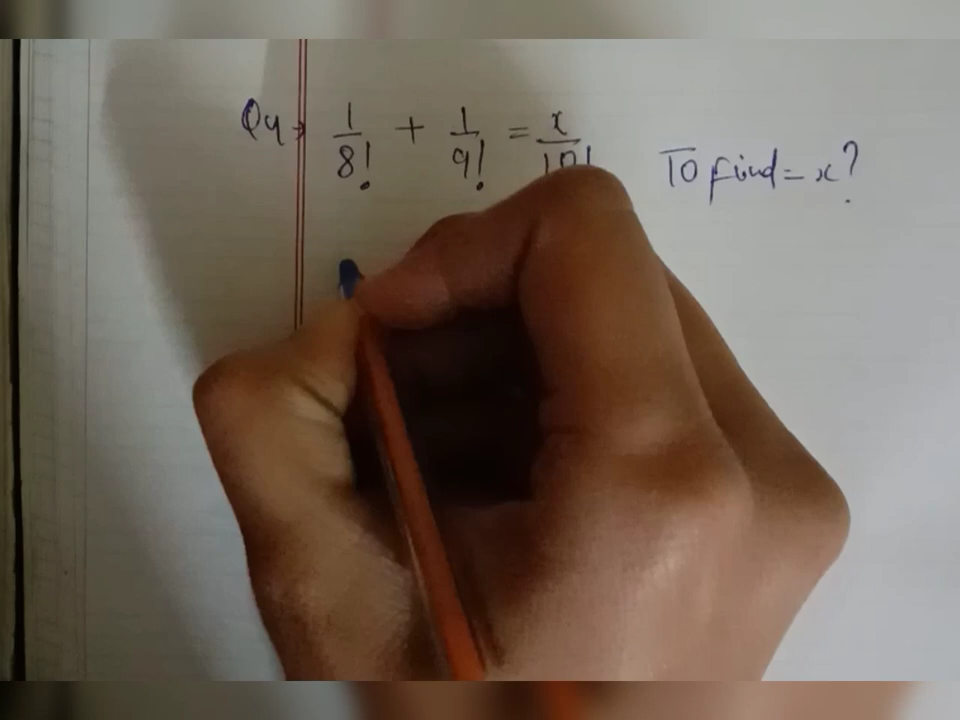 Q4→ 1/8! + 1/9! = x/10!
To find = x?